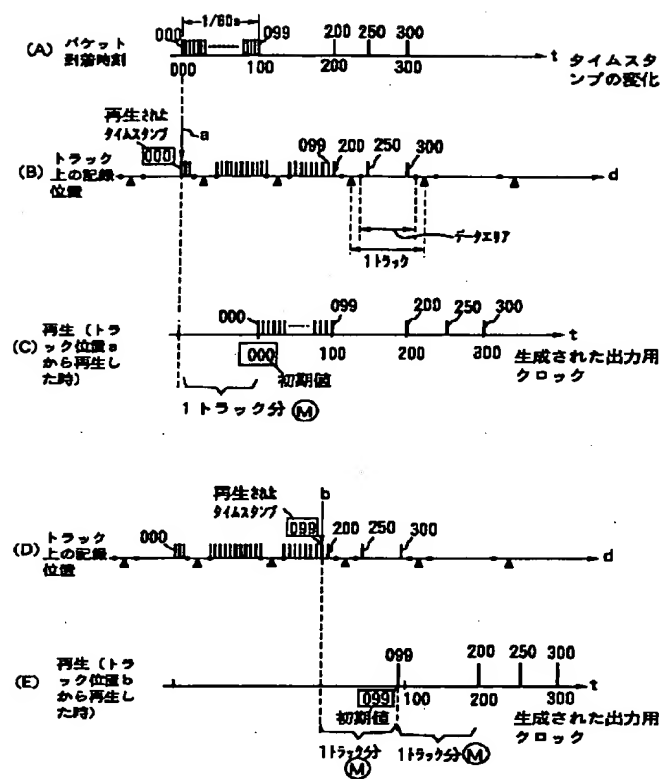 1/60s
000
099
200
250
300
(A)
パケット
到着時刻
t
000
100
200
300
タイムスタ
ンプの変化
再生された
タイムスタンプ
a
000
099
200
250
300
(B)
トラック
上の記録
位置
d
データエリア
1トラック
000
099
200
250
300
(C)
再生(トラ
ック位置a
から再生し
た時)
t
100
200
300
000
初期値
生成された出力用
クロック
1トラック分 M
再生された
タイムスタンプ
b
000
099
200
250
300
(D)
トラック
上の記録
位置
d
099
200
250
300
(E)
再生(トラ
ック位置b
から再生し
た時)
t
099
100
200
300
初期値
生成された出力用
クロック
1トラック分
M
1トラック分 M